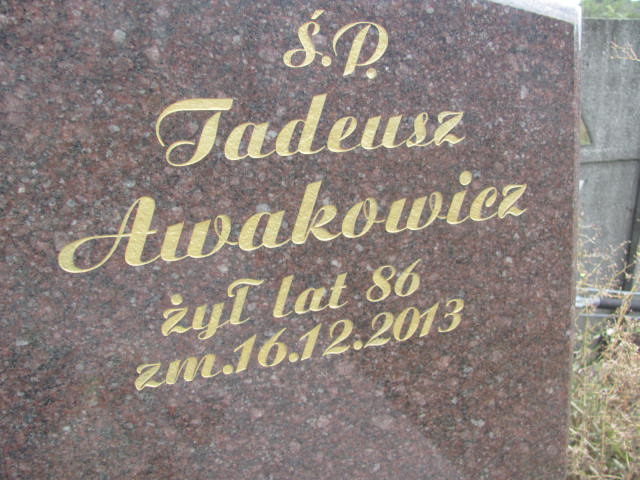 Ś.P.
Tadeusz
Awakowicz
żył lat 86
zm.16.12.2013